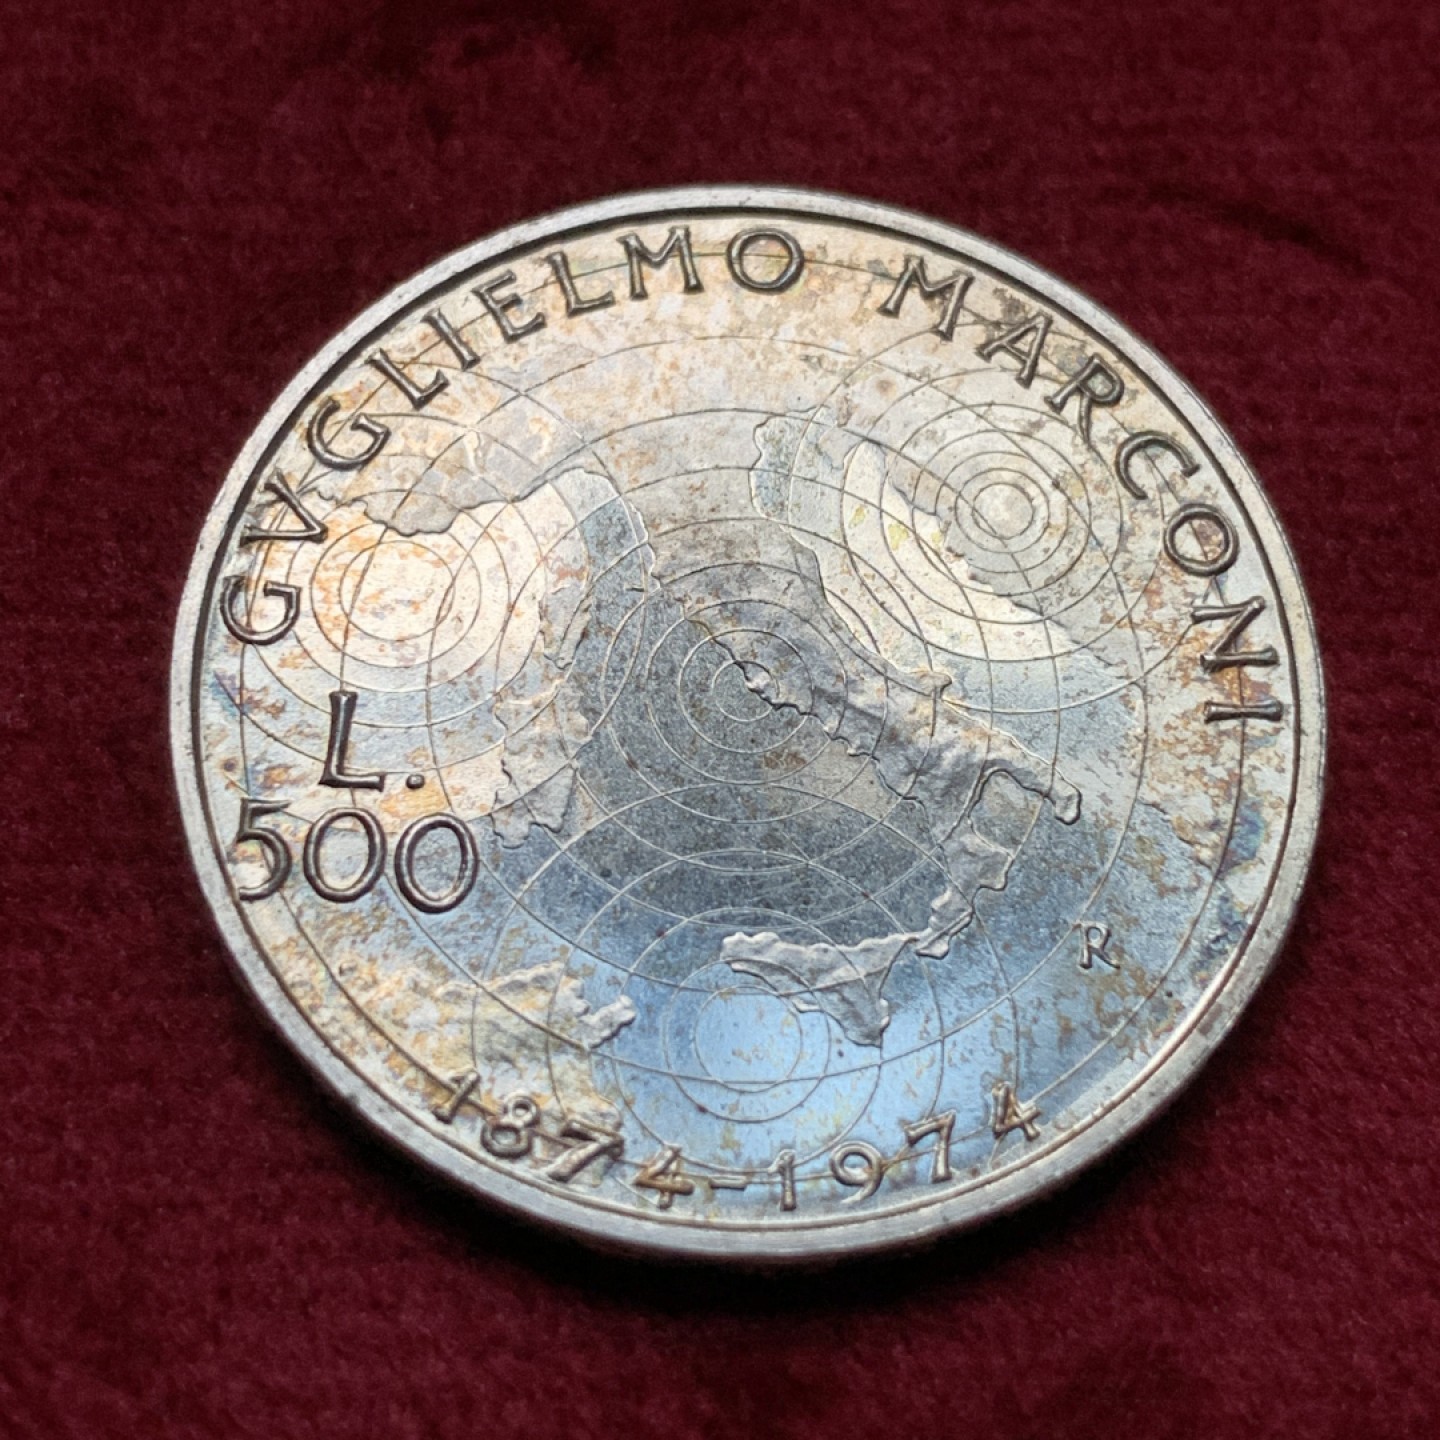 GVGLIELMO MARCONI
L.
500
R
1874-1974